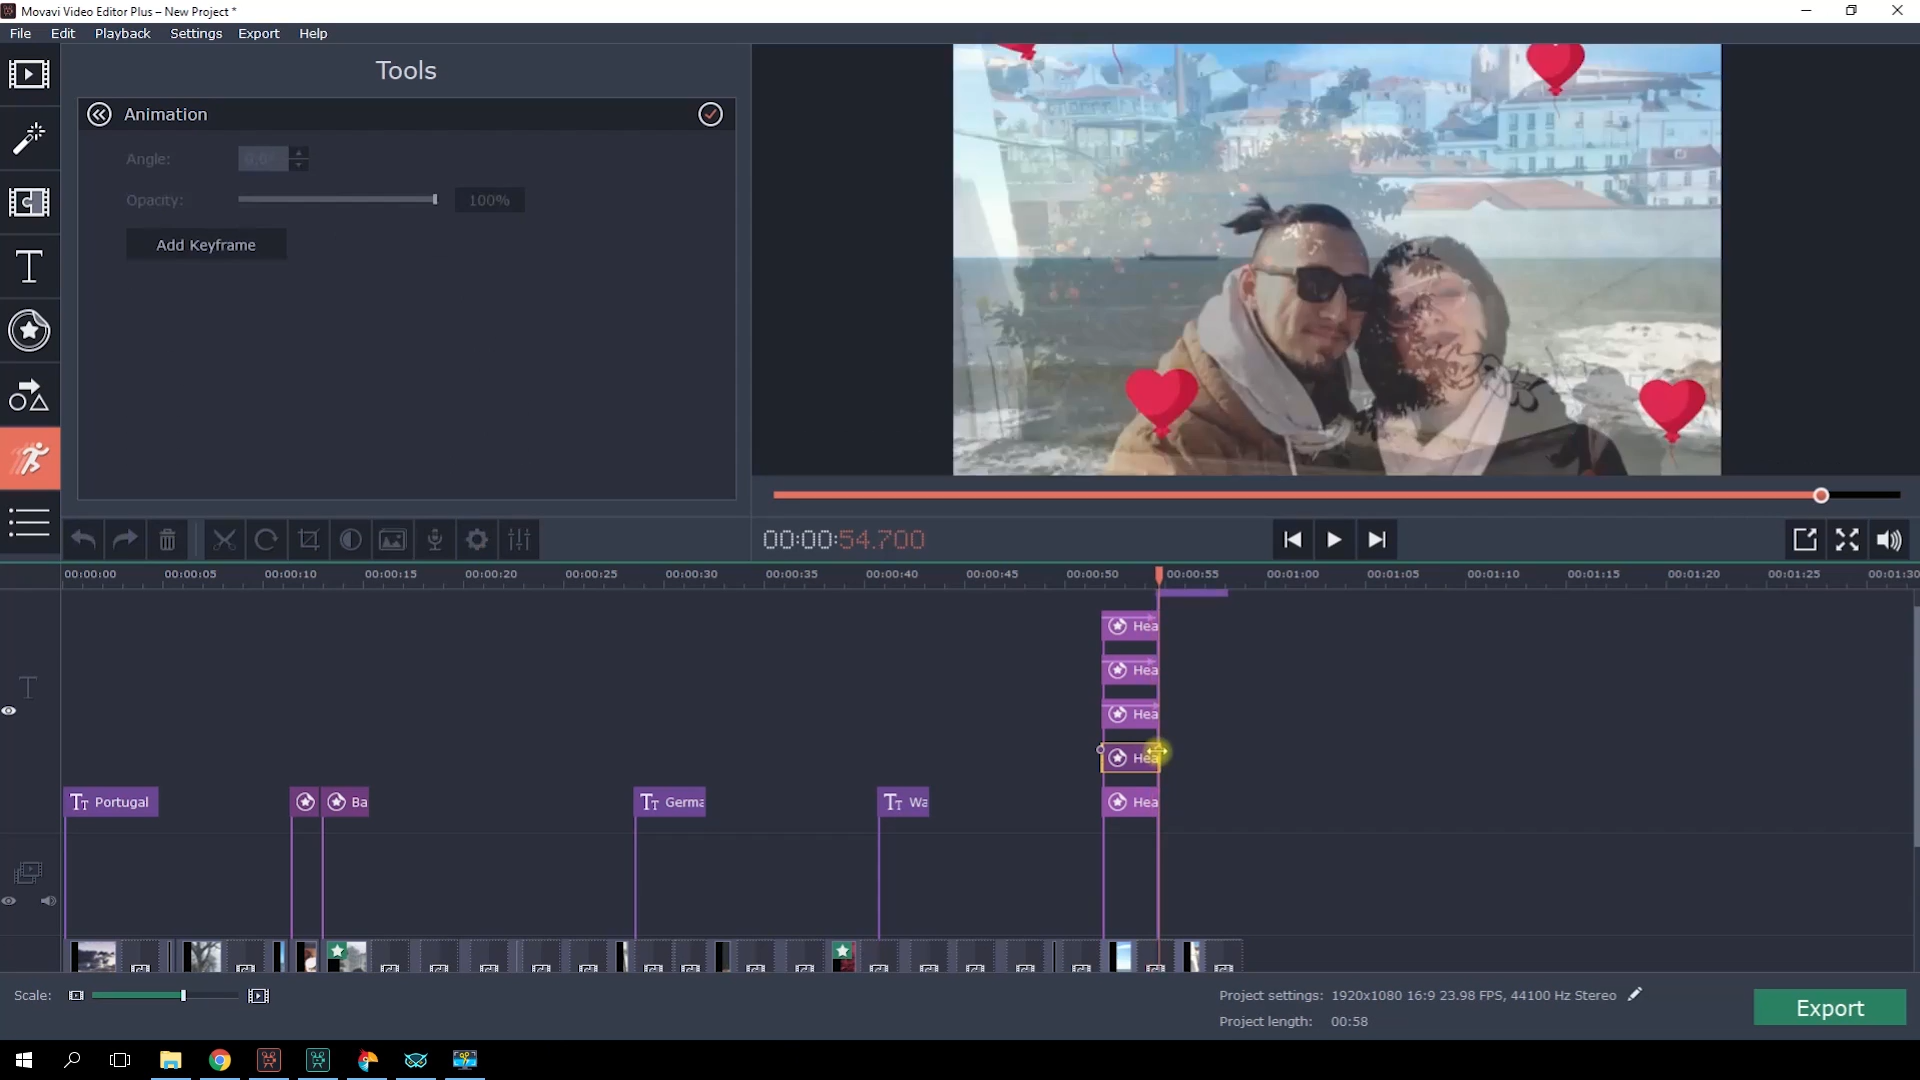 Movavi Video Editor Plus – New Project *
File Edit Playback Settings Export Help
Tools
Animation
Angle: 0,0°
Opacity: 100%
Add Keyframe
00:00:54.700
00:00:00 00:00:05 00:00:10 00:00:15 00:00:20 00:00:25 00:00:30 00:00:35 00:00:40 00:00:45 00:00:50 00:00:55 00:01:00 00:01:05 00:01:10 00:01:15 00:01:20 00:01:25 00:01:30
Hea
Hea
Hea
Hea
Portugal Ba Germa Wa Hea
Scale:
Project settings: 1920x1080 16:9 23.98 FPS, 44100 Hz Stereo
Project length: 00:58
Export